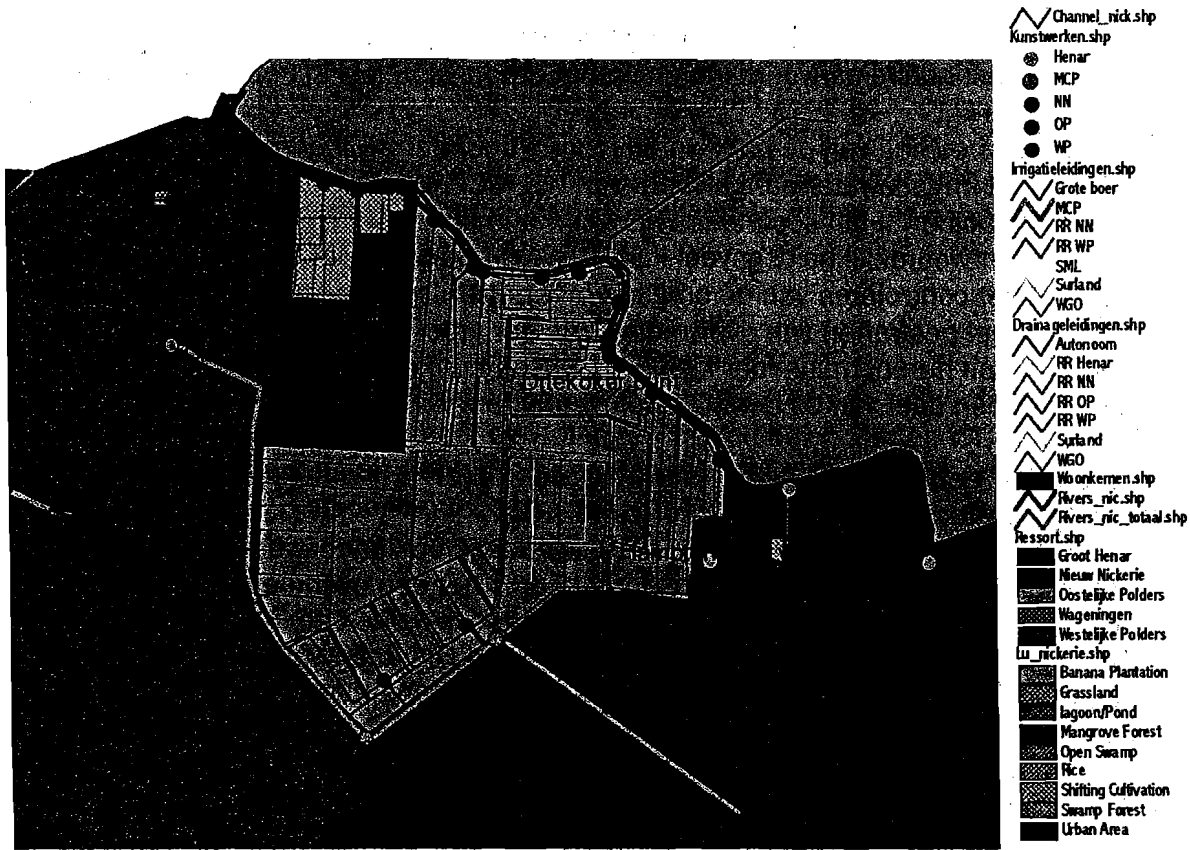 Channel_nick.shp
Kunstwerken.shp
Henar
MCP
NN
OP
WP
Irrigatieleidingen.shp
Grote boer
MCP
RR NN
RR WP
SML
Surland
WGO
Drainageleidingen.shp
Autonoom
RR Henar
RR NN
RR OP
RR WP
Surland
WGO
Woonkernen.shp
Rivers_nic.shp
Rivers_nic_totaal.shp
Ressort.shp
Groot Henar
Nieuw Nickerie
Oostelijke Polders
Wageningen
Westelijke Polders
Lu_nickerie.shp
Banana Plantation
Grassland
lagoon/Pond
Mangrove Forest
Open Swamp
Rice
Shifting Cultivation
Swamp Forest
Urban Area